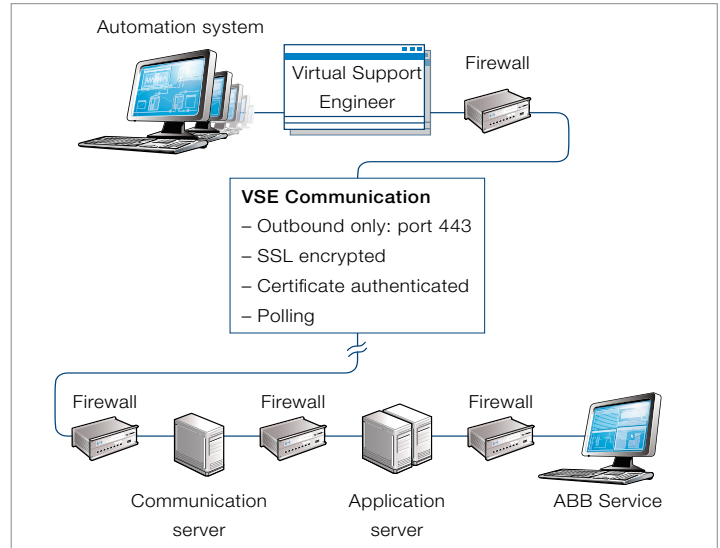 Automation system
Virtual Support
Engineer
Firewall
VSE Communication
– Outbound only: port 443
– SSL encrypted
– Certificate authenticated
– Polling
Firewall
Firewall
Firewall
Communication
server
Application
server
ABB Service